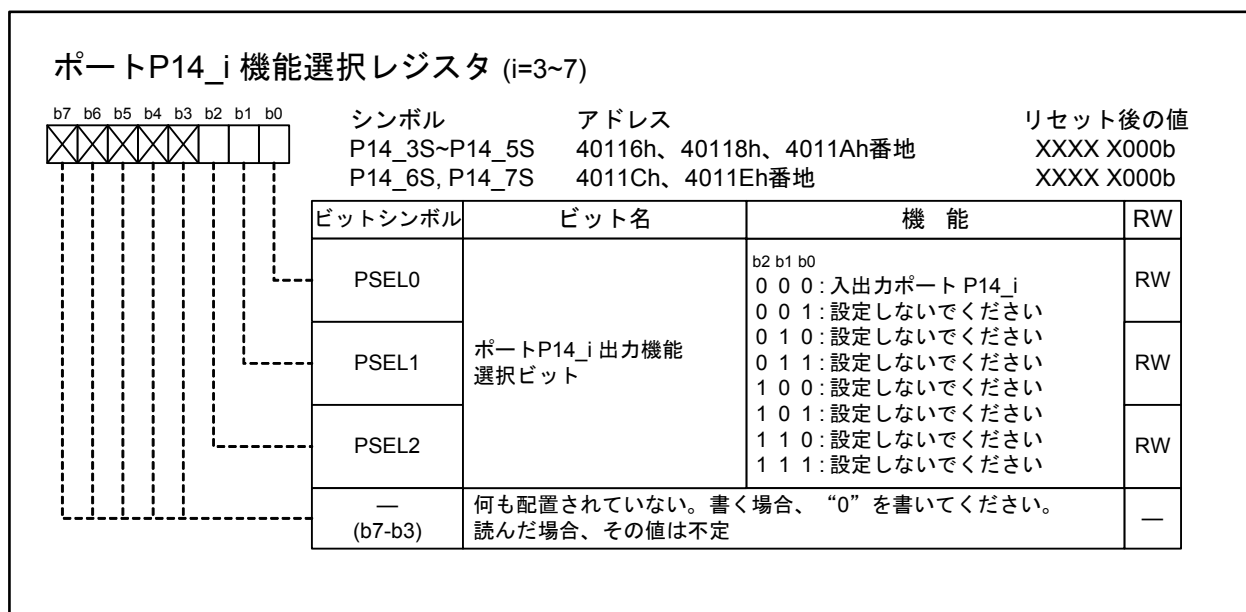 ポートP14_i 機能選択レジスタ (i=3~7)
b7 b6 b5 b4 b3 b2 b1 b0
シンボル アドレス リセット後の値
P14_3S~P14_5S 40116h、40118h、4011Ah番地 XXXX X000b
P14_6S, P14_7S 4011Ch、4011Eh番地 XXXX X000b
ビットシンボル ビット名 機 能 RW
PSEL0 RW
PSEL1 RW
PSEL2 RW
ポートP14_i 出力機能
選択ビット
b2 b1 b0
0 0 0 : 入出力ポート P14_i
0 0 1 : 設定しないでください
0 1 0 : 設定しないでください
0 1 1 : 設定しないでください
1 0 0 : 設定しないでください
1 0 1 : 設定しないでください
1 1 0 : 設定しないでください
1 1 1 : 設定しないでください
—
(b7-b3)
何も配置されていない。書く場合、“0”を書いてください。
読んだ場合、その値は不定
—